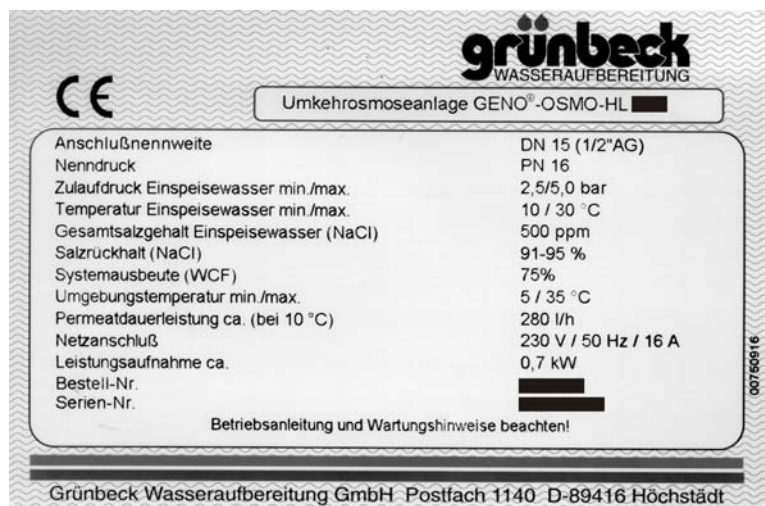 grünbeck
WASSERAUFBEREITUNG
CE
Umkehrosmoseanlage GENO®-OSMO-HL
Anschlußnennweite DN 15 (1/2"AG)
Nenndruck PN 16
Zulaufdruck Einspeisewasser min./max. 2,5/5,0 bar
Temperatur Einspeisewasser min./max. 10 / 30 °C
Gesamtsalzgehalt Einspeisewasser (NaCl) 500 ppm
Salzrückhalt (NaCl) 91-95 %
Systemausbeute (WCF) 75%
Umgebungstemperatur min./max. 5 / 35 °C
Permeatdauerleistung ca. (bei 10 °C) 280 l/h
Netzanschluß 230 V / 50 Hz / 16 A
Leistungsaufnahme ca. 0,7 kW
Bestell-Nr.
Serien-Nr.
Betriebsanleitung und Wartungshinweise beachten!
00750916
Grünbeck Wasseraufbereitung GmbH Postfach 1140 D-89416 Höchstädt